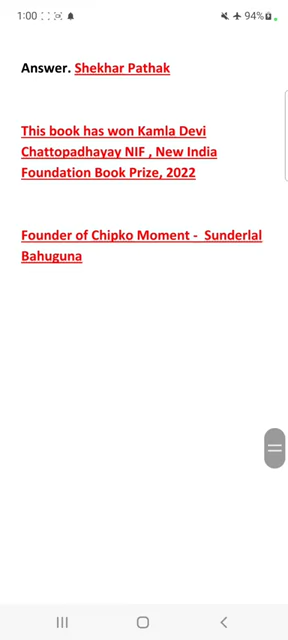 1:00
94%
Answer. Shekhar Pathak
This book has won Kamla Devi
Chattopadhayay NIF , New India
Foundation Book Prize, 2022
Founder of Chipko Moment - Sunderlal
Bahuguna